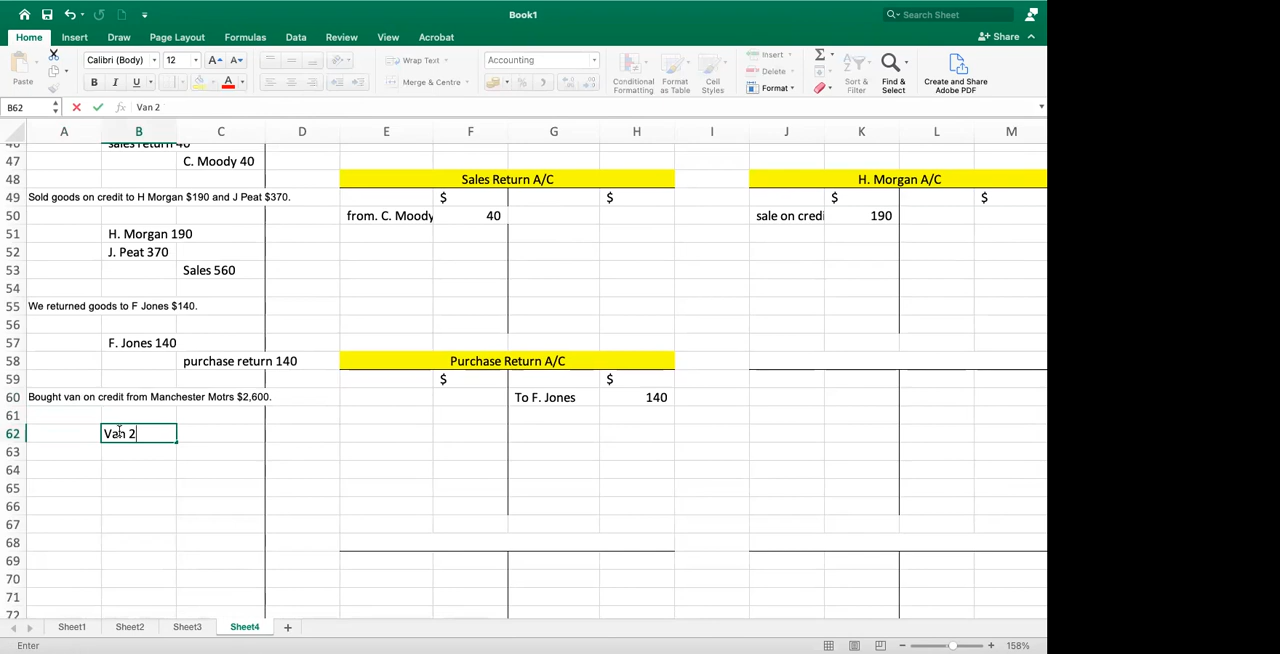 Book1
Search Sheet
Home Insert Draw Page Layout Formulas Data Review View Acrobat Share
Paste
Calibri (Body) 12 A A
B I U A
Wrap Text
Merge & Centre
Accounting
%
Conditional Formatting
Format as Table
Cell Styles
Insert
Delete
Format
Σ
Sort & Filter
Find & Select
Create and Share Adobe PDF
B62 fx Van 2
A B C D E F G H I J K L M
46 sales return 40
47 C. Moody 40
48 Sales Return A/C H. Morgan A/C
49 Sold goods on credit to H Morgan $190 and J Peat $370. $ $ $ $
50 from. C. Moody 40 sale on credi 190
51 H. Morgan 190
52 J. Peat 370
53 Sales 560
54
55 We returned goods to F Jones $140.
56
57 F. Jones 140
58 purchase return 140 Purchase Return A/C
59 $ $
60 Bought van on credit from Manchester Motrs $2,600. To F. Jones 140
61
62 Van 2
63
64
65
66
67
68
69
70
71
72
Sheet1 Sheet2 Sheet3 Sheet4 +
Enter 158%